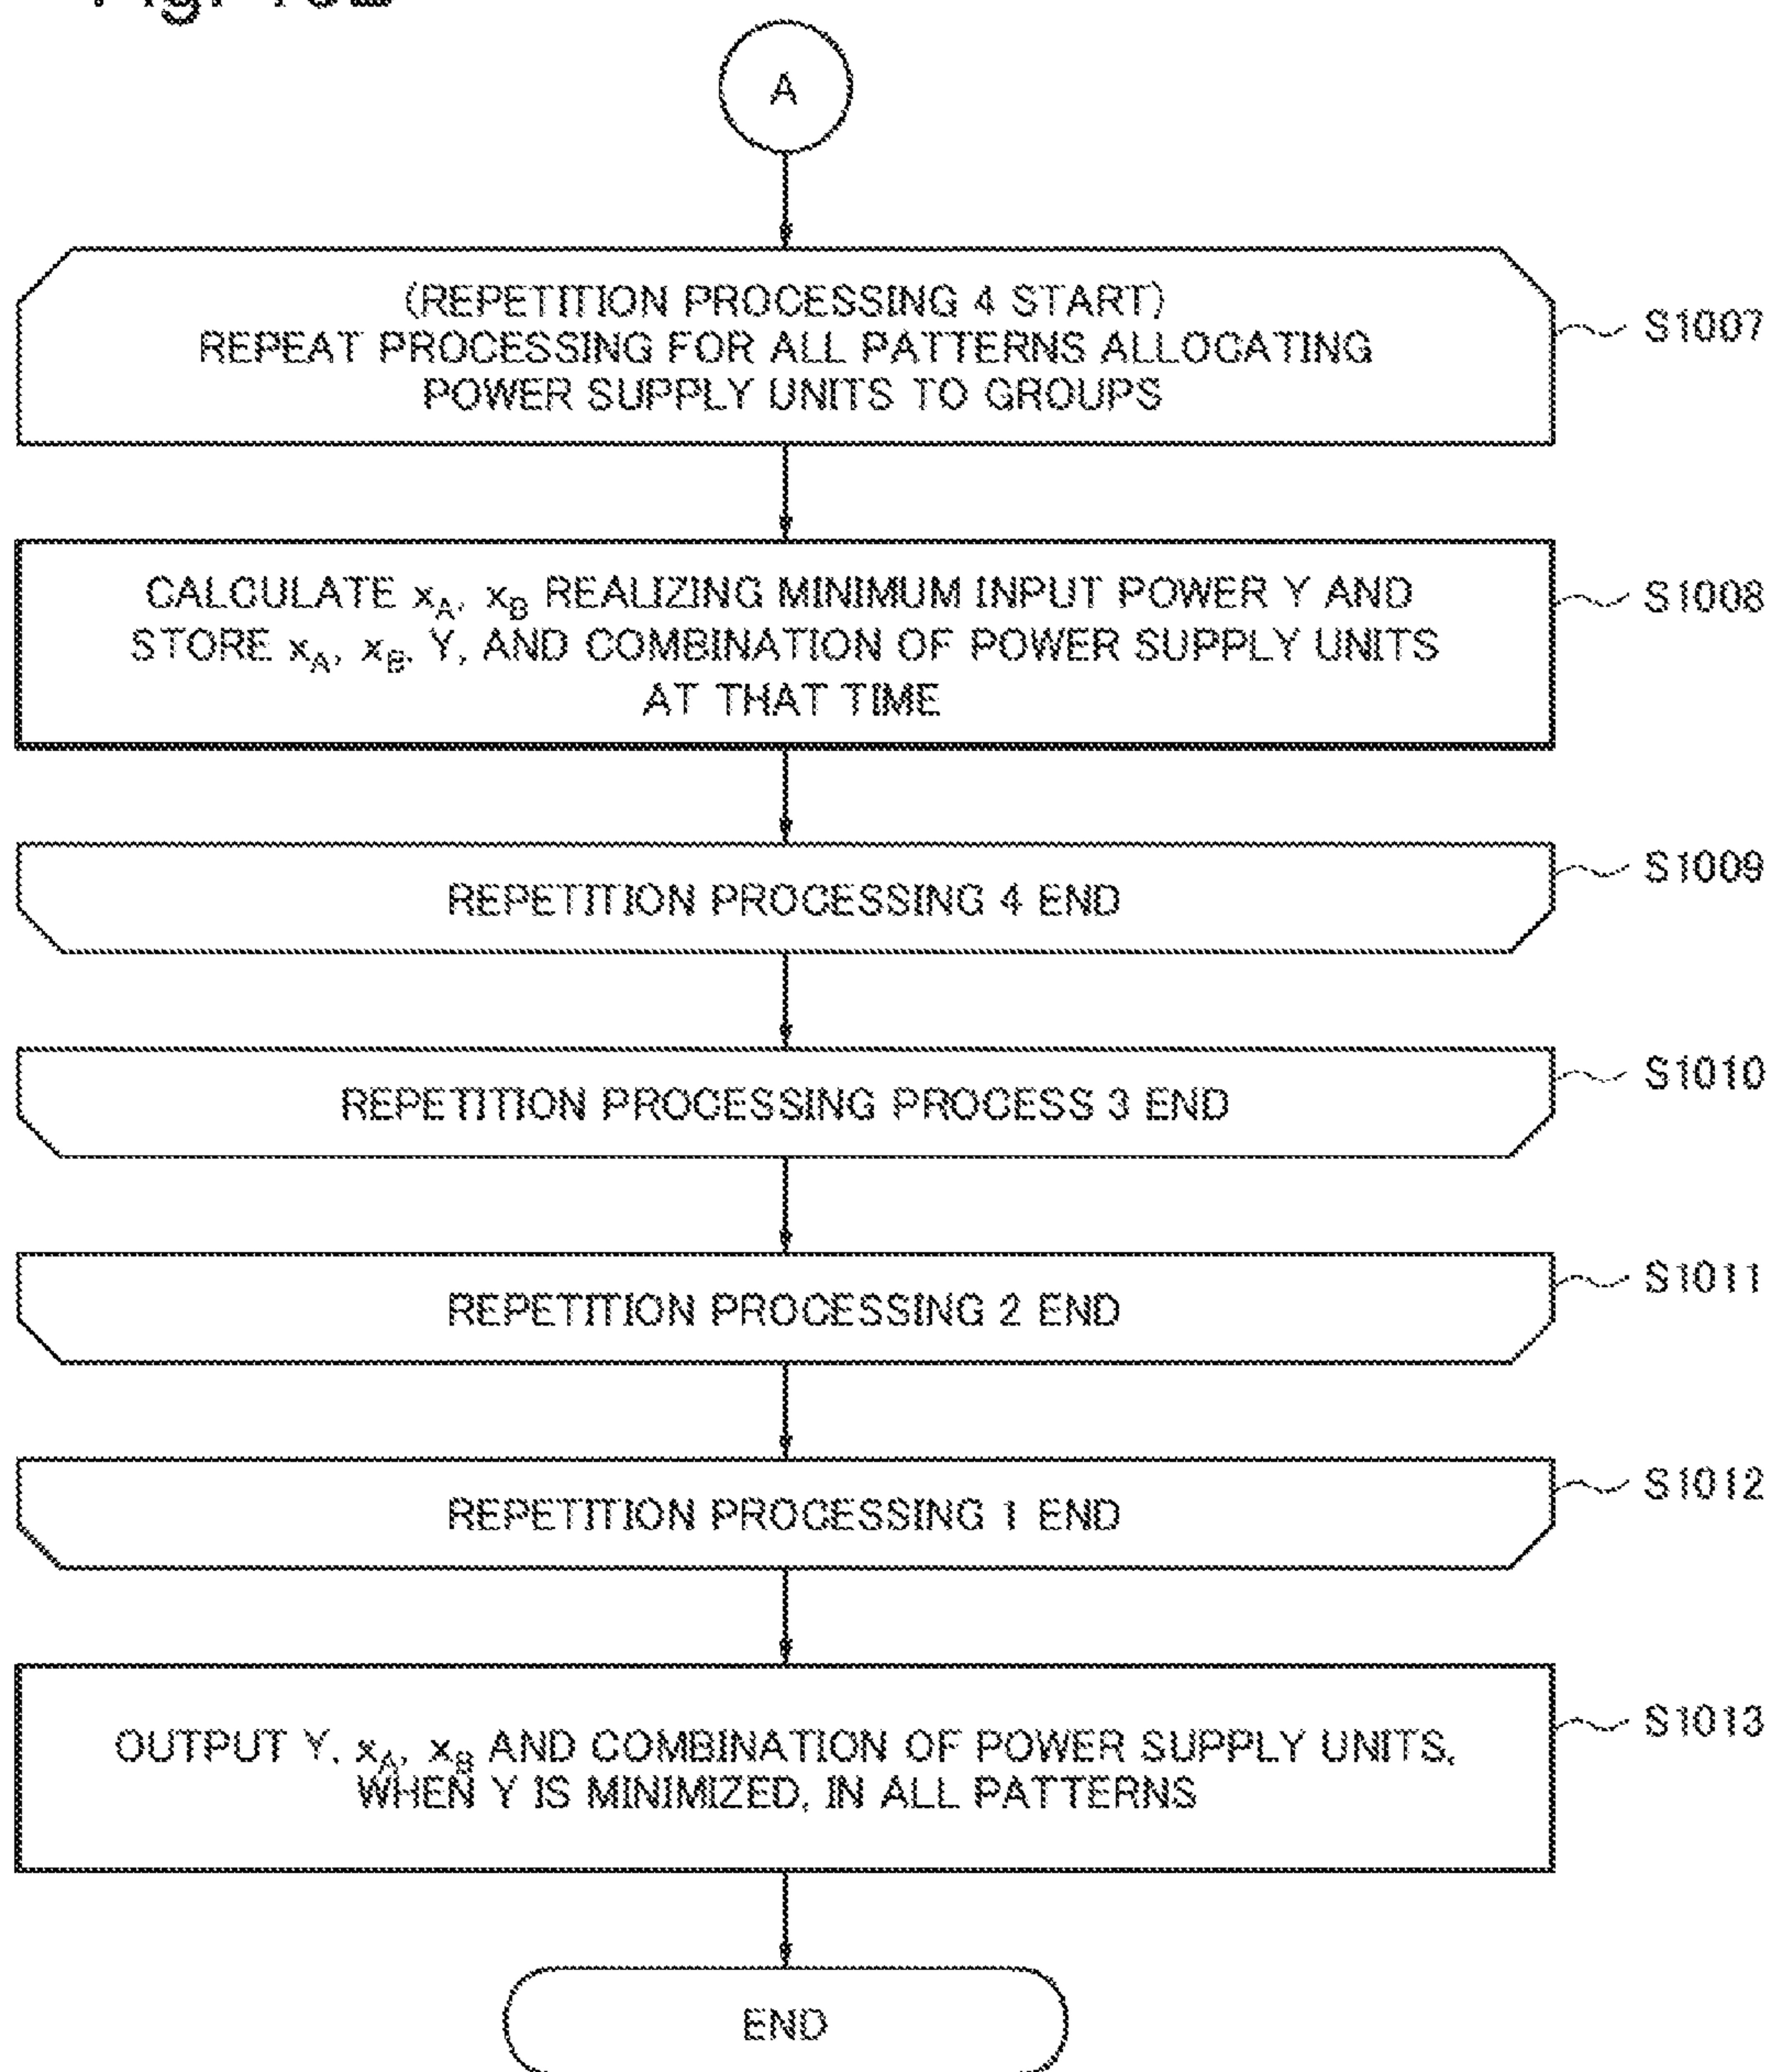 A
(REPETITION PROCESSING 4 START)
REPEAT PROCESSING FOR ALL PATTERNS ALLOCATING
POWER SUPPLY UNITS TO GROUPS
S1007
CALCULATE xA, xB REALIZING MINIMUM INPUT POWER Y AND
STORE xA, xB, Y, AND COMBINATION OF POWER SUPPLY UNITS
AT THAT TIME
S1008
REPETITION PROCESSING 4 END
S1009
REPETITION PROCESSING PROCESS 3 END
S1010
REPETITION PROCESSING 2 END
S1011
REPETITION PROCESSING 1 END
S1012
OUTPUT Y, xA, xB AND COMBINATION OF POWER SUPPLY UNITS,
WHEN Y IS MINIMIZED, IN ALL PATTERNS
S1013
END